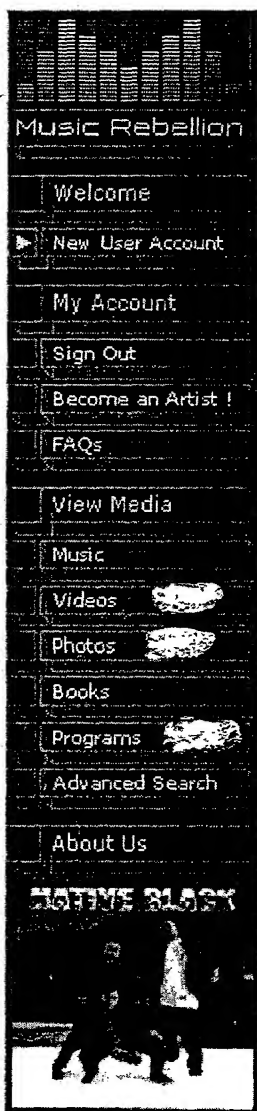 Music Rebellion
Welcome
New User Account
My Account
Sign Out
Become an Artist !
FAQs
View Media
Music
Videos
Photos
Books
Programs
Advanced Search
About Us
NATIVE BLACK